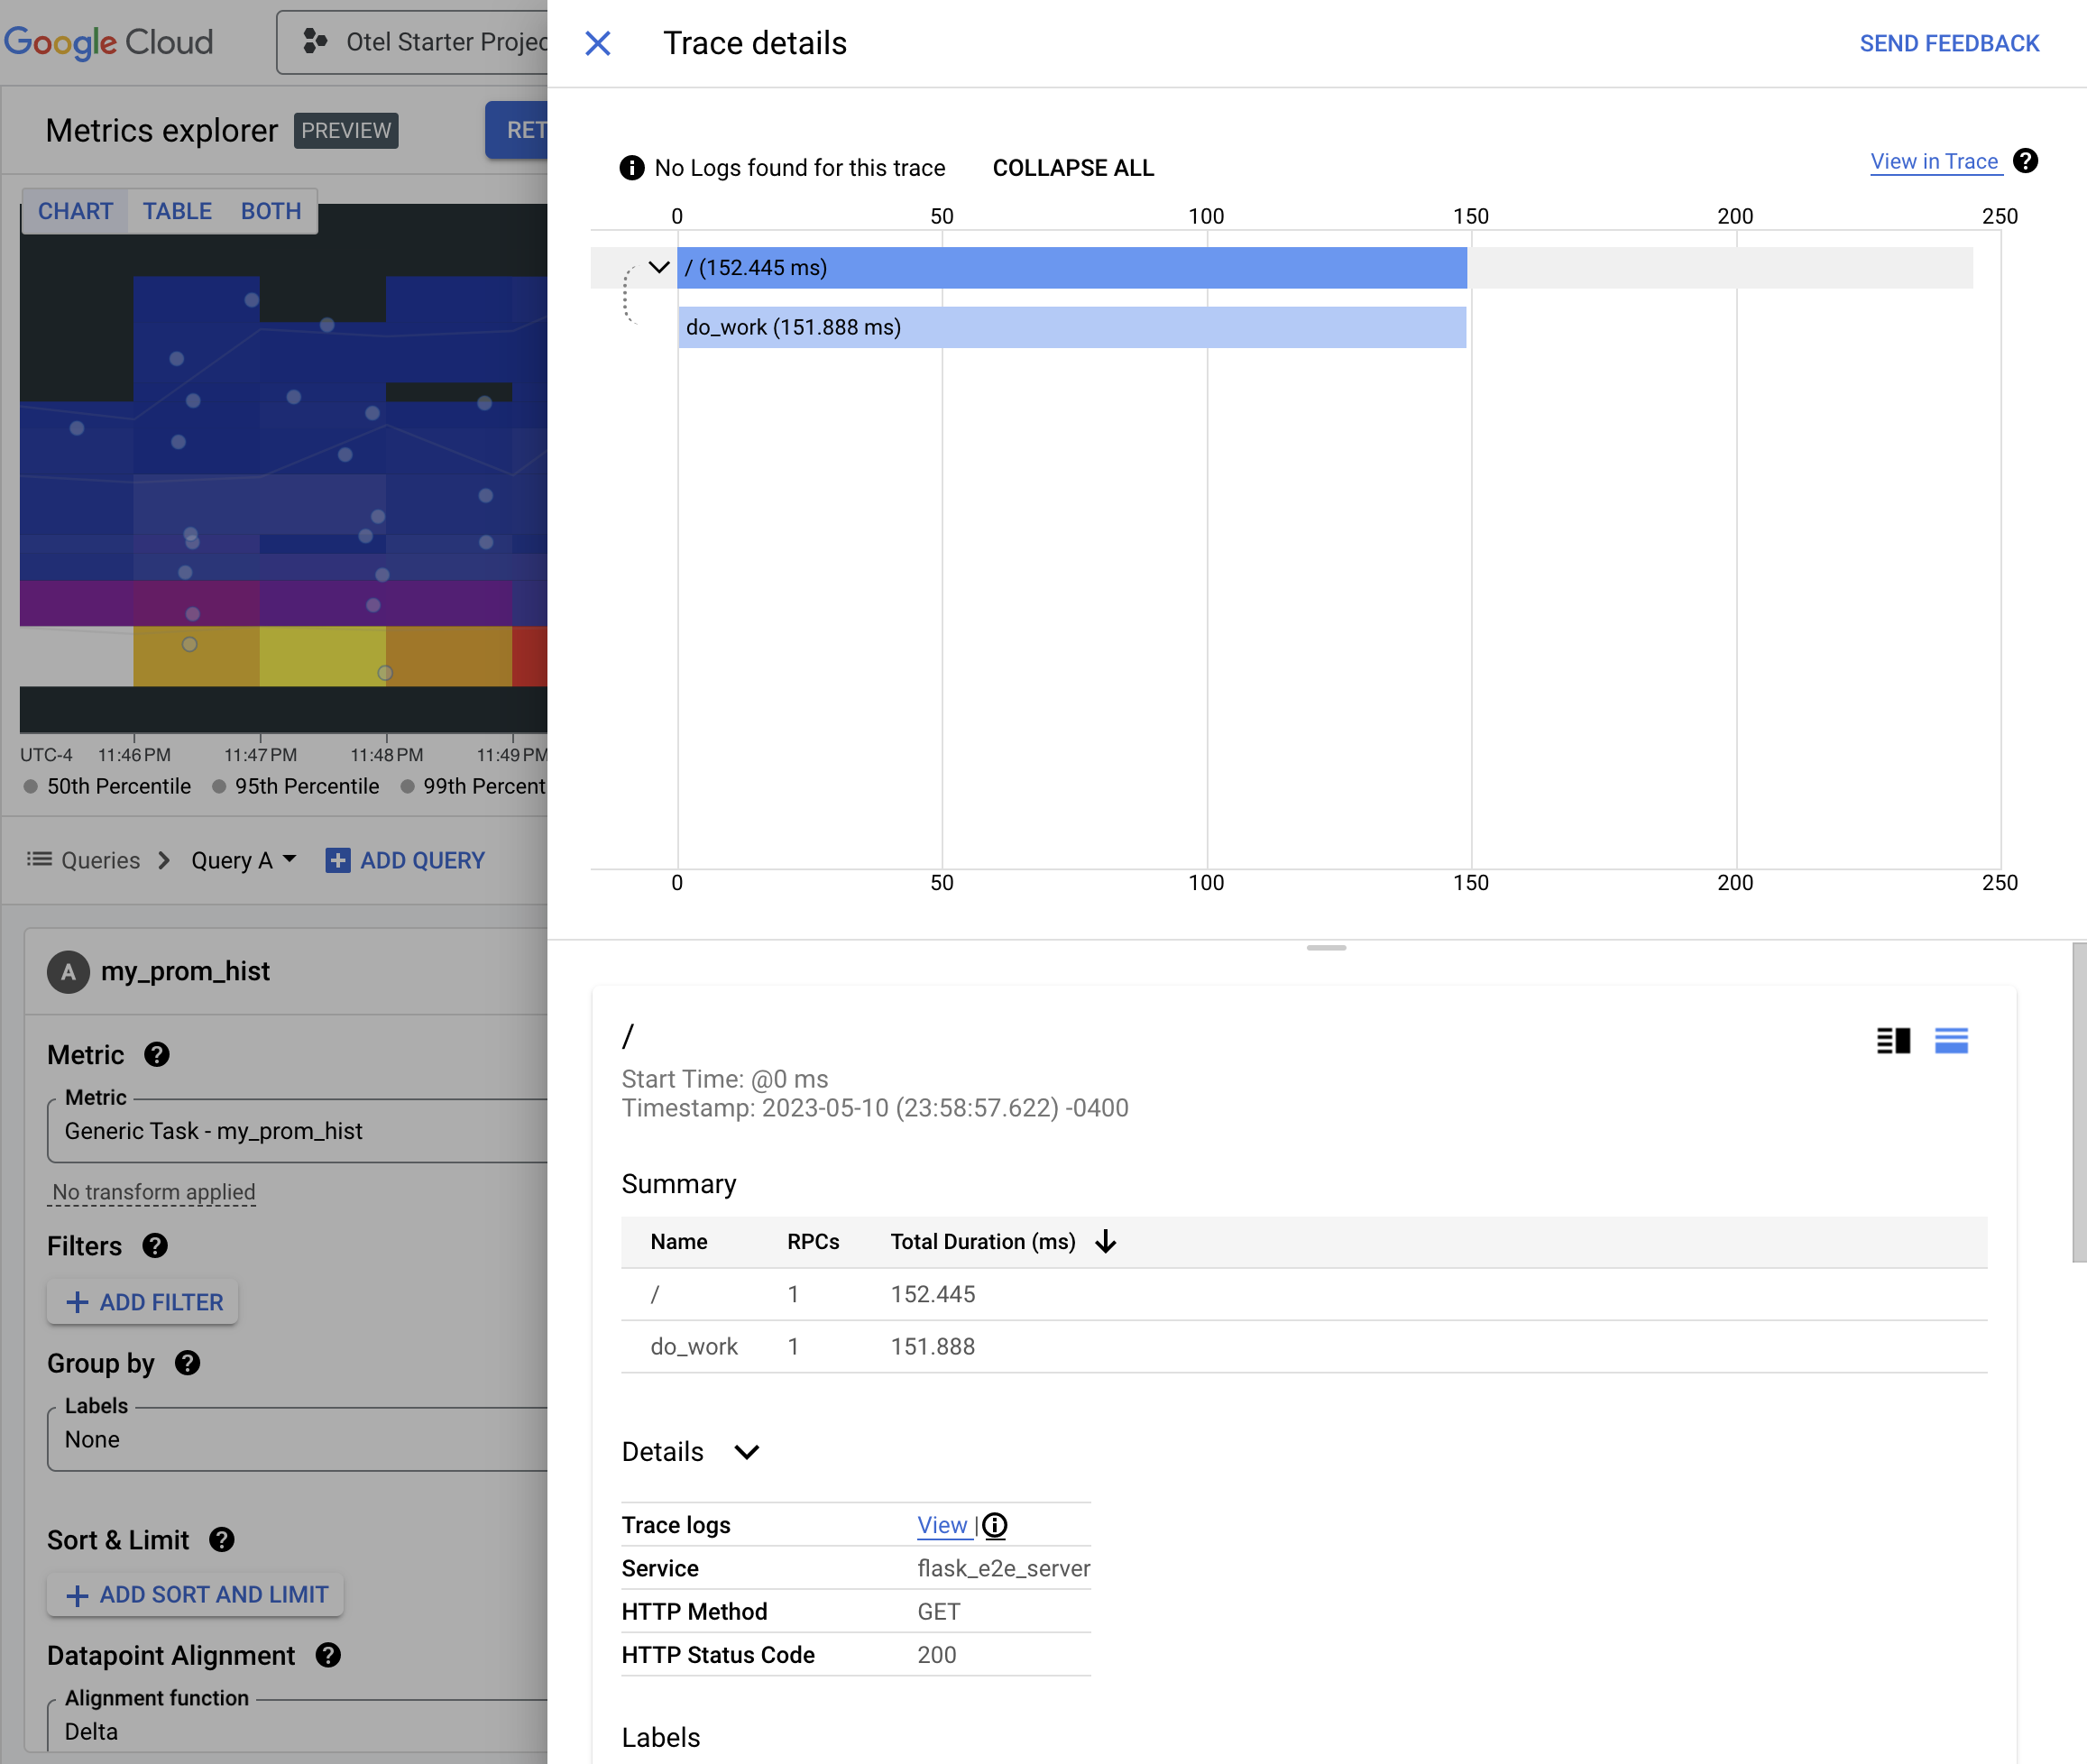 Google Cloud
Otel Starter Projec
Metrics explorer PREVIEW
RET
CHART TABLE BOTH
UTC-4 11:46 PM 11:47 PM 11:48 PM 11:49 PM
50th Percentile 95th Percentile 99th Percent
Queries Query A ADD QUERY
A my_prom_hist
Metric
Metric
Generic Task - my_prom_hist
No transform applied
Filters
ADD FILTER
Group by
Labels
None
Sort & Limit
ADD SORT AND LIMIT
Datapoint Alignment
Alignment function
Delta
Trace details
SEND FEEDBACK
No Logs found for this trace COLLAPSE ALL
View in Trace
0 50 100 150 200 250
/ (152.445 ms)
do_work (151.888 ms)
0 50 100 150 200 250
/
Start Time: @0 ms
Timestamp: 2023-05-10 (23:58:57.622) -0400
Summary
Name RPCs Total Duration (ms)
/ 1 152.445
do_work 1 151.888
Details
Trace logs View |
Service flask_e2e_server
HTTP Method GET
HTTP Status Code 200
Labels